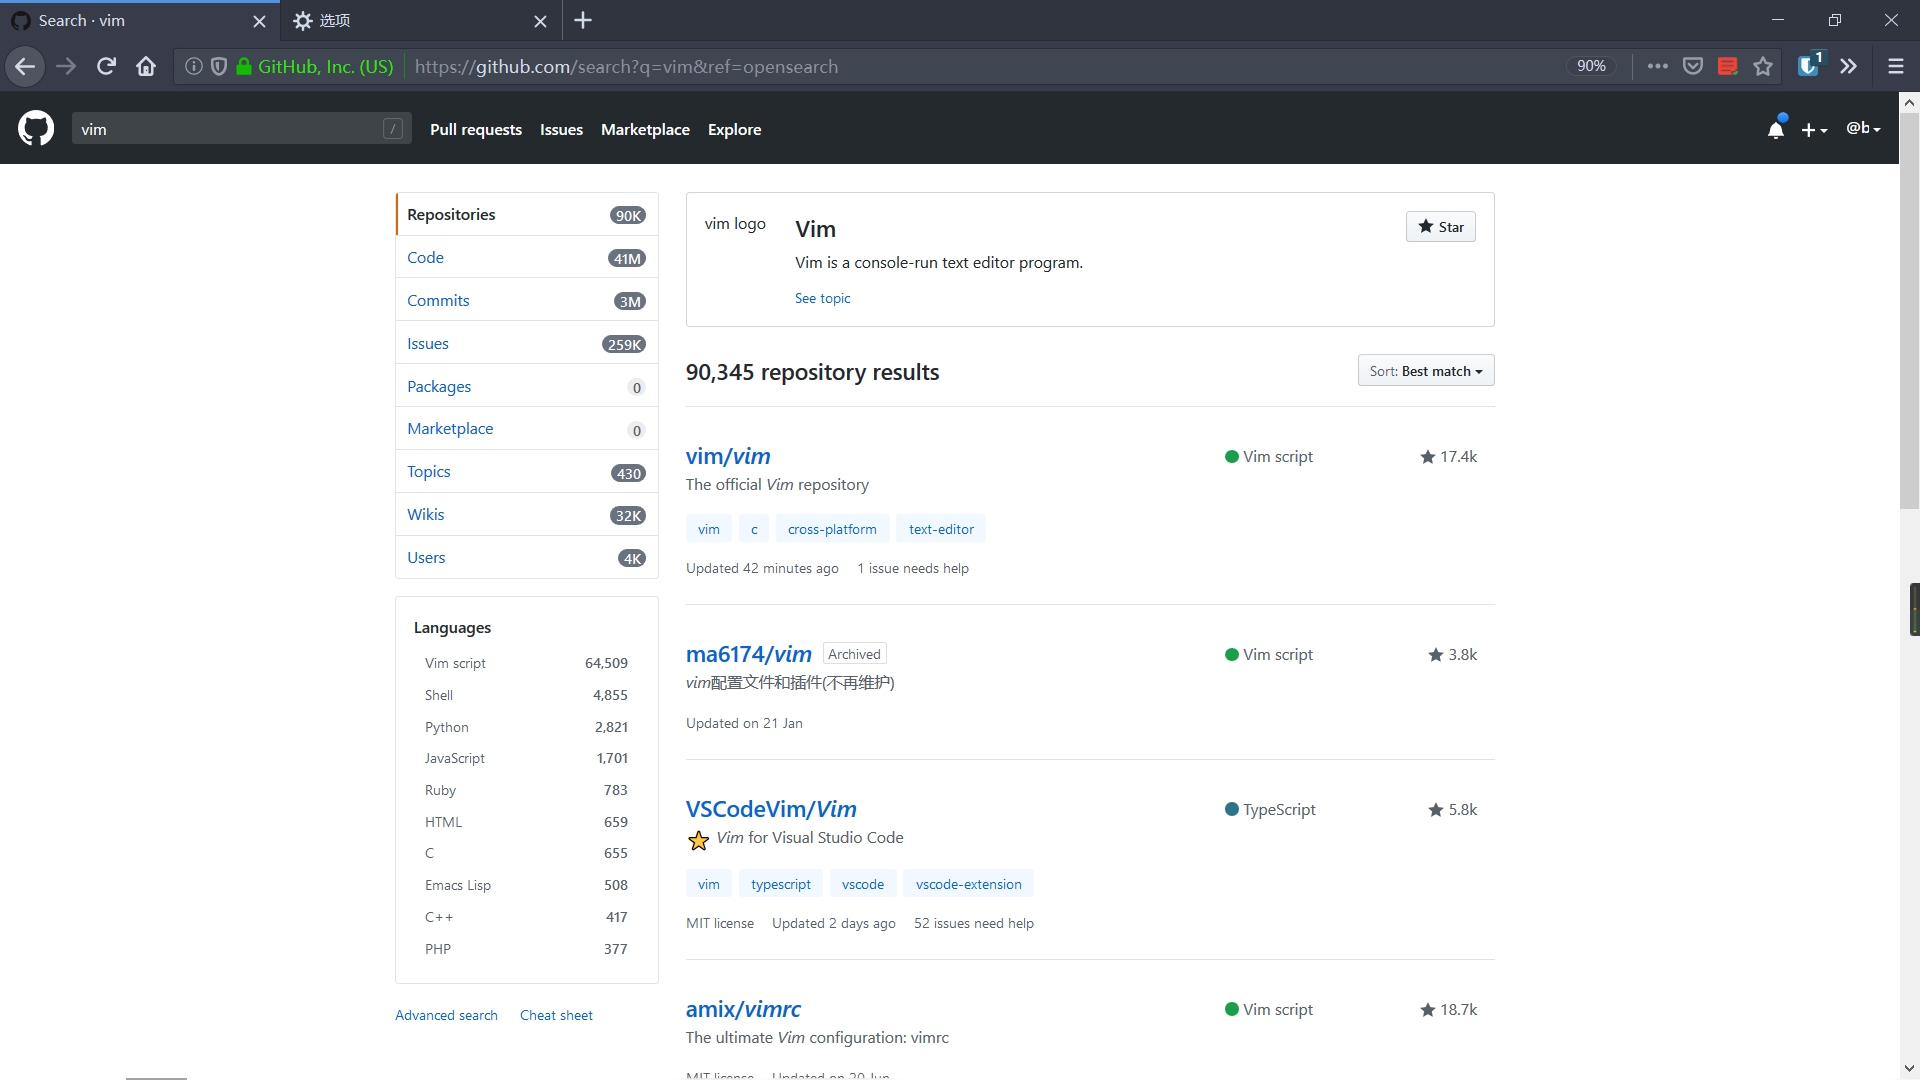 Search · vim
选项
GitHub, Inc. (US)
https://github.com/search?q=vim&ref=opensearch
90%
1
vim
/
Pull requests
Issues
Marketplace
Explore
@b
Repositories 90K
Code 41M
Commits 3M
Issues 259K
Packages 0
Marketplace 0
Topics 430
Wikis 32K
Users 4K
Languages
Vim script 64,509
Shell 4,855
Python 2,821
JavaScript 1,701
Ruby 783
HTML 659
C 655
Emacs Lisp 508
C++ 417
PHP 377
Advanced search Cheat sheet
vim logo
Vim
Star
Vim is a console-run text editor program.
See topic
90,345 repository results
Sort: Best match
vim/vim Vim script 17.4k
The official Vim repository
vim c cross-platform text-editor
Updated 42 minutes ago 1 issue needs help
ma6174/vim Archived Vim script 3.8k
vim配置文件和插件(不再维护)
Updated on 21 Jan
VSCodeVim/Vim TypeScript 5.8k
Vim for Visual Studio Code
vim typescript vscode vscode-extension
MIT license Updated 2 days ago 52 issues need help
amix/vimrc Vim script 18.7k
The ultimate Vim configuration: vimrc
MIT license Updated on 20 Jun